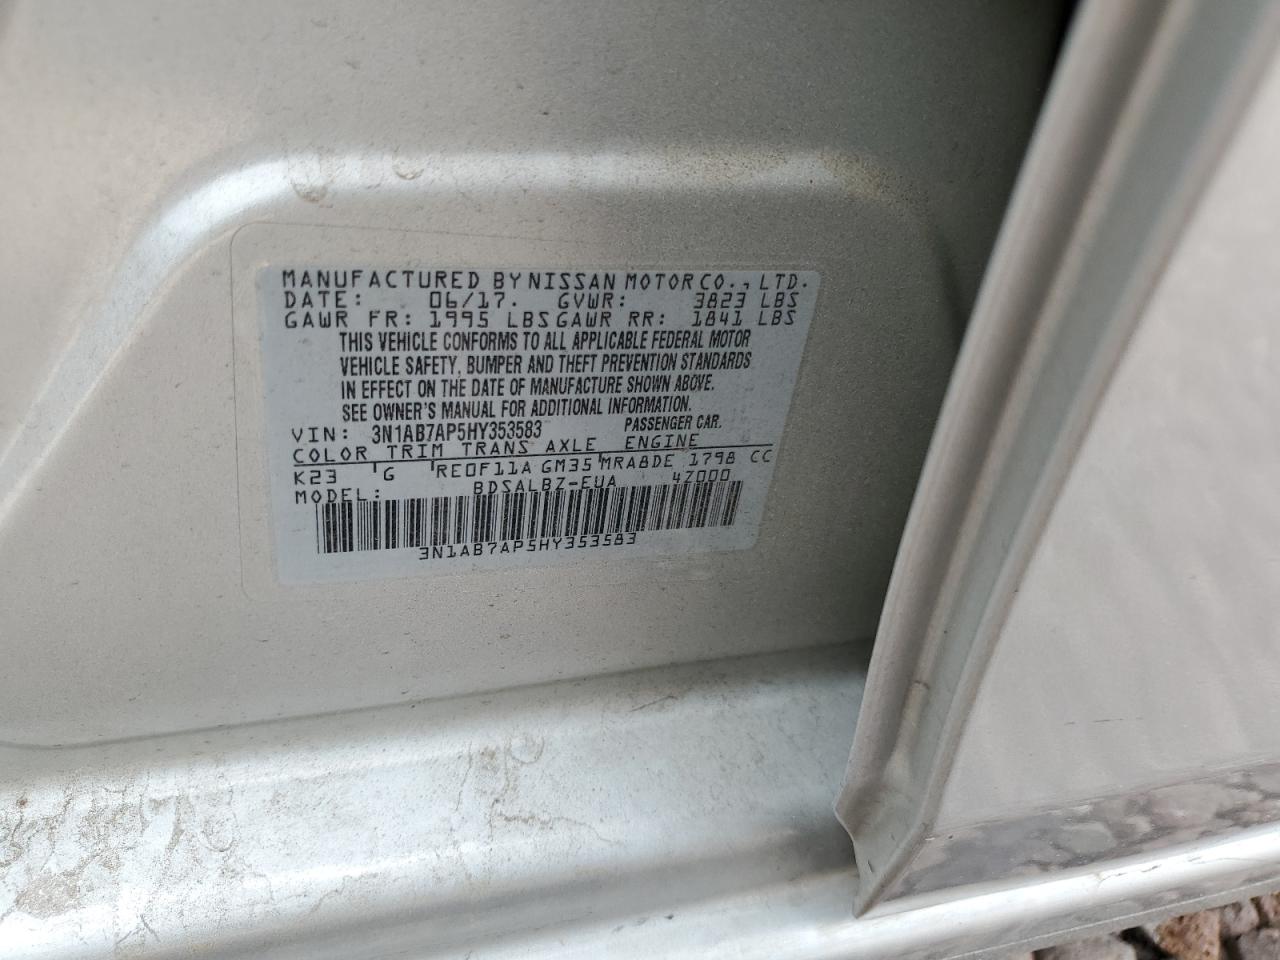 MANUFACTURED BY NISSAN MOTOR CO., LTD.
DATE: 06/17. GVWR: 3823 LBS
GAWR FR: 1995 LBS GAWR RR: 1841 LBS
THIS VEHICLE CONFORMS TO ALL APPLICABLE FEDERAL MOTOR
VEHICLE SAFETY, BUMPER AND THEFT PREVENTION STANDARDS
IN EFFECT ON THE DATE OF MANUFACTURE SHOWN ABOVE.
SEE OWNER'S MANUAL FOR ADDITIONAL INFORMATION.
VIN: 3N1AB7AP5HY353583 PASSENGER CAR.
COLOR TRIM TRANS AXLE ENGINE
K23 G RE0F11A GM35 MRA8DE 1798 CC
MODEL: BDSALBZ-EUA 4Z000
3N1AB7AP5HY353583